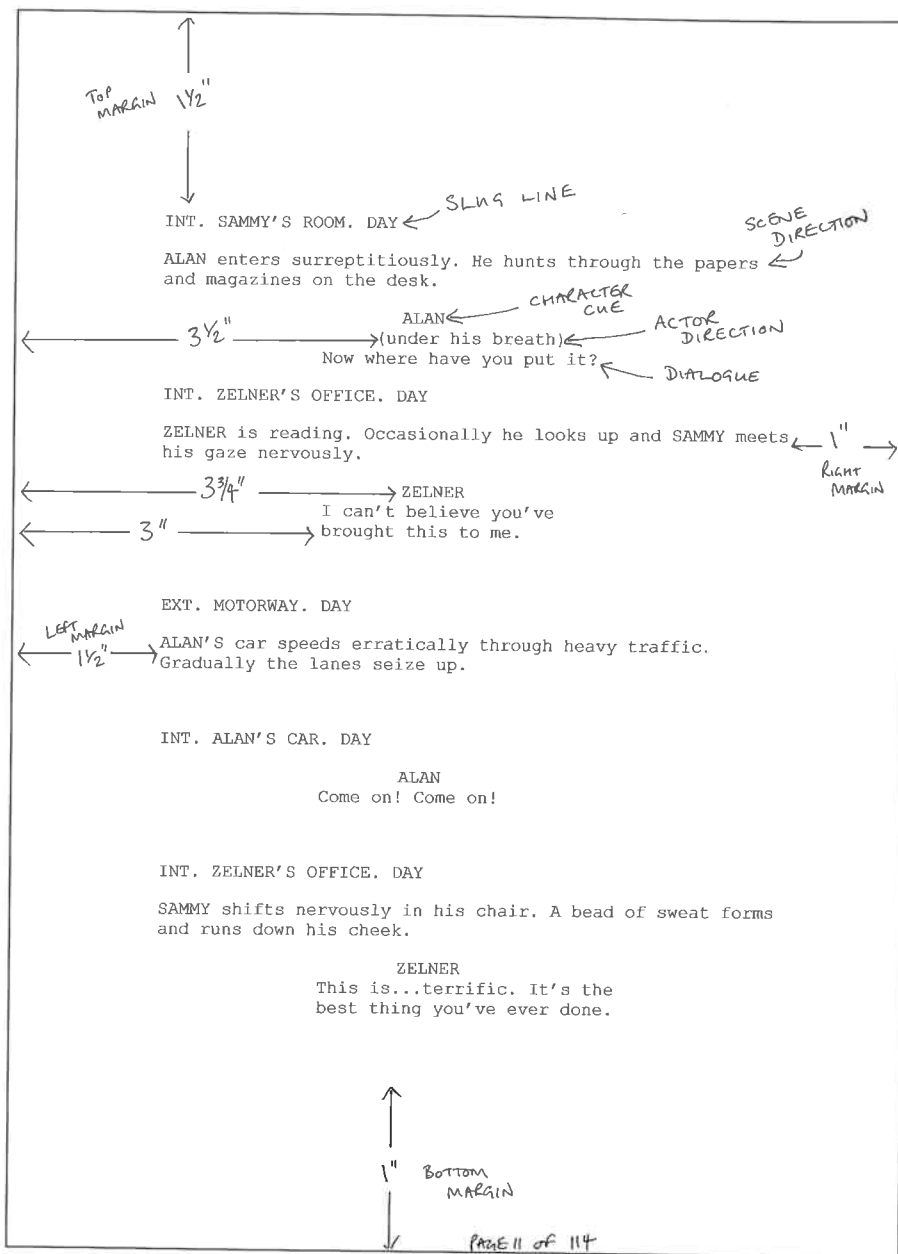 TOP
MARGIN 1½"
INT. SAMMY'S ROOM. DAY SLUG LINE
SCENE
DIRECTION
ALAN enters surreptitiously. He hunts through the papers
and magazines on the desk.
CHARACTER
CUE
ALAN
ACTOR
DIRECTION
3½" (under his breath)
Now where have you put it?
DIALOGUE
INT. ZELNER'S OFFICE. DAY
ZELNER is reading. Occasionally he looks up and SAMMY meets 1"
his gaze nervously.
RIGHT
MARGIN
3¾" ZELNER
I can't believe you've
3" brought this to me.
EXT. MOTORWAY. DAY
LEFT MARGIN
1½" ALAN'S car speeds erratically through heavy traffic.
Gradually the lanes seize up.
INT. ALAN'S CAR. DAY
ALAN
Come on! Come on!
INT. ZELNER'S OFFICE. DAY
SAMMY shifts nervously in his chair. A bead of sweat forms
and runs down his cheek.
ZELNER
This is...terrific. It's the
best thing you've ever done.
1" BOTTOM
MARGIN
PAGE 11 OF 114